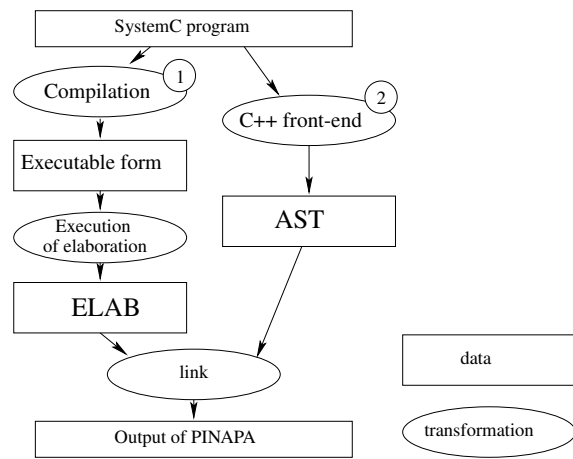 SystemC program
1
Compilation
2
C++ front-end
Executable form
AST
Execution
of elaboration
ELAB
link
data
Output of PINAPA
transformation